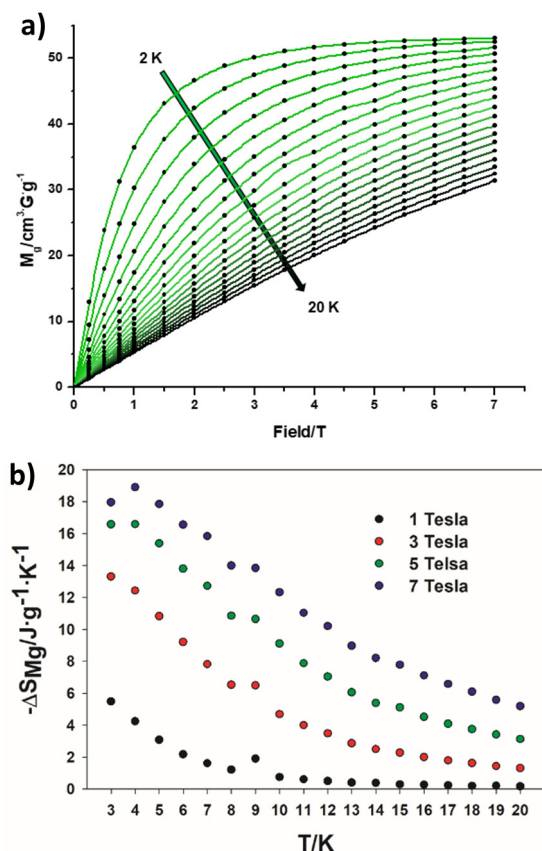 a)
2 K
20 K
50
40
30
20
10
0
0 1 2 3 4 5 6 7
Mg/cm³·G·g⁻¹
Field/T
b)
20
18
16
14
12
10
8
6
4
2
0
1 Tesla
3 Tesla
5 Telsa
7 Tesla
-ΔSMg/J·g⁻¹·K⁻¹
3 4 5 6 7 8 9 10 11 12 13 14 15 16 17 18 19 20
T/K